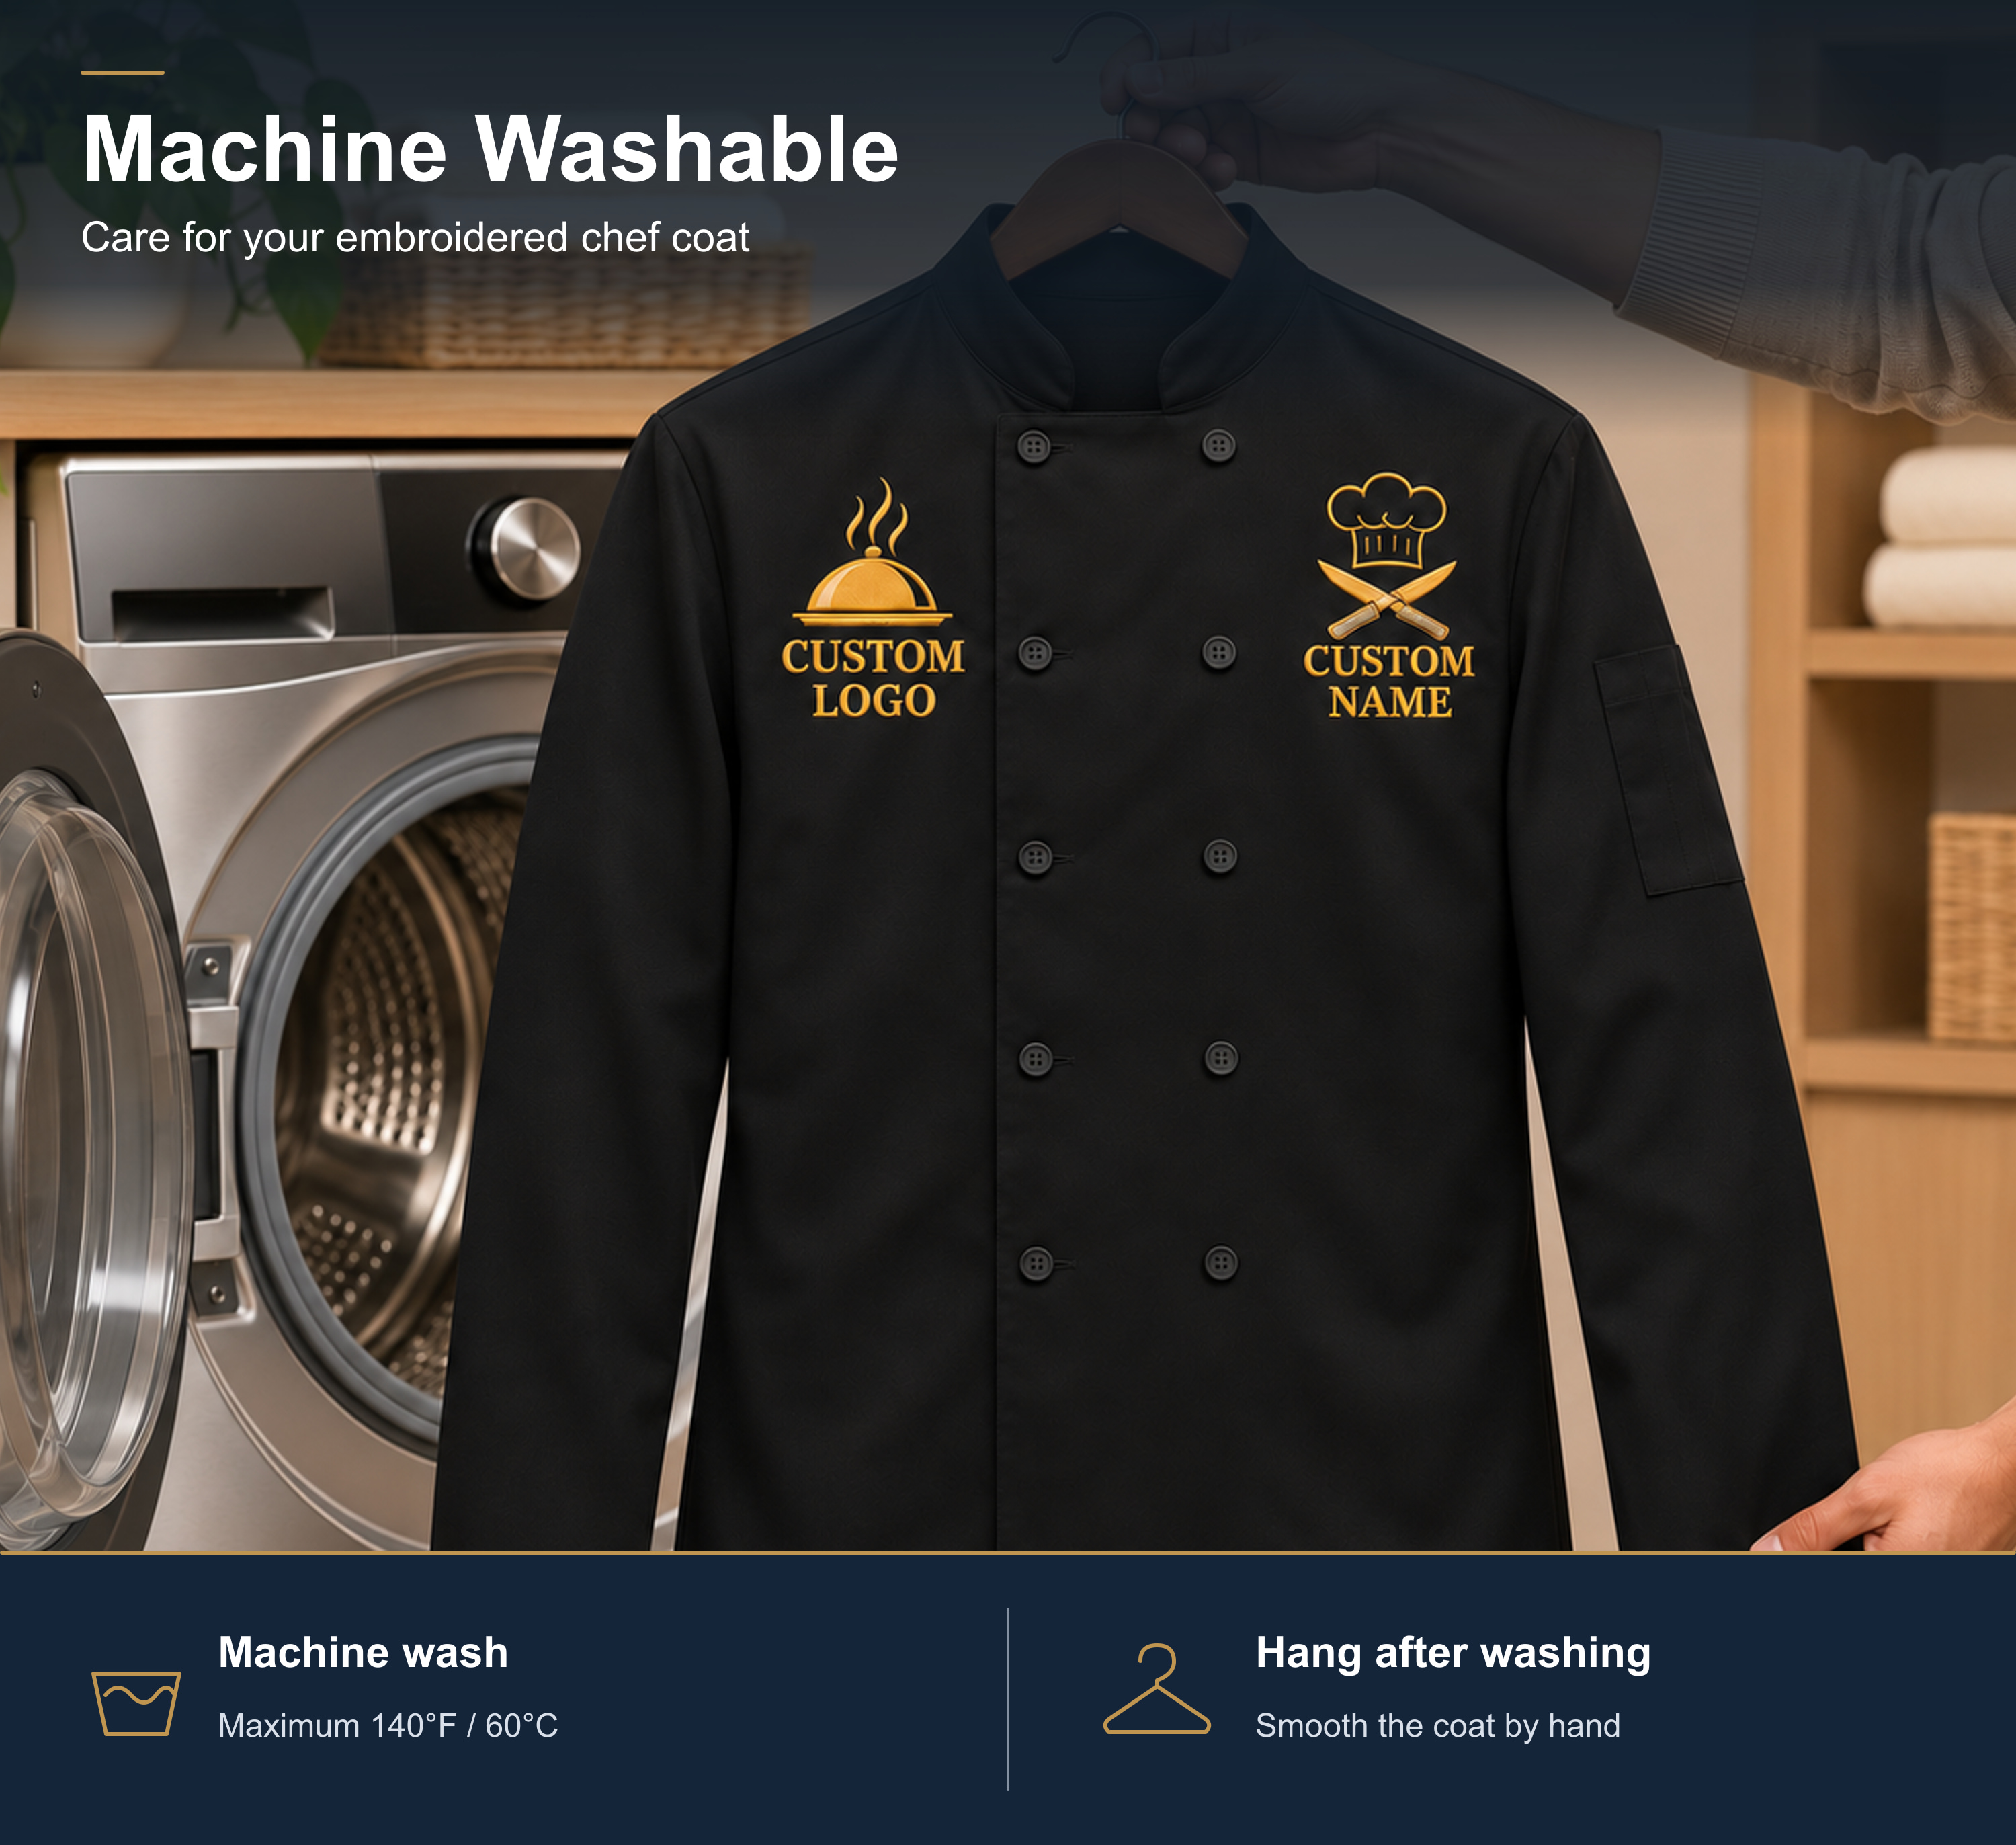 Machine Washable
Care for your embroidered chef coat
CUSTOM
LOGO
CUSTOM
NAME
Machine wash
Maximum 140°F / 60°C
Hang after washing
Smooth the coat by hand